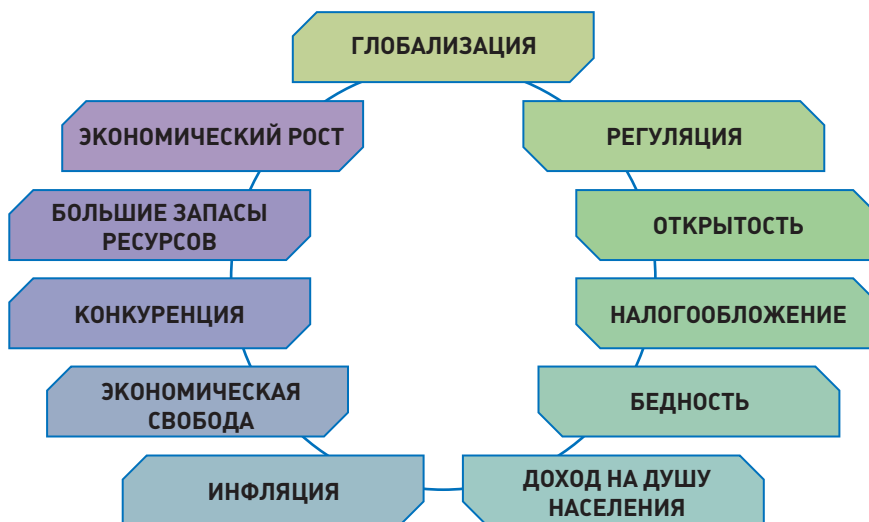 ГЛОБАЛИЗАЦИЯ
ЭКОНОМИЧЕСКИЙ РОСТ
РЕГУЛЯЦИЯ
БОЛЬШИЕ ЗАПАСЫ
РЕСУРСОВ
ОТКРЫТОСТЬ
КОНКУРЕНЦИЯ
НАЛОГООБЛОЖЕНИЕ
ЭКОНОМИЧЕСКАЯ
СВОБОДА
БЕДНОСТЬ
ИНФЛЯЦИЯ
ДОХОД НА ДУШУ
НАСЕЛЕНИЯ